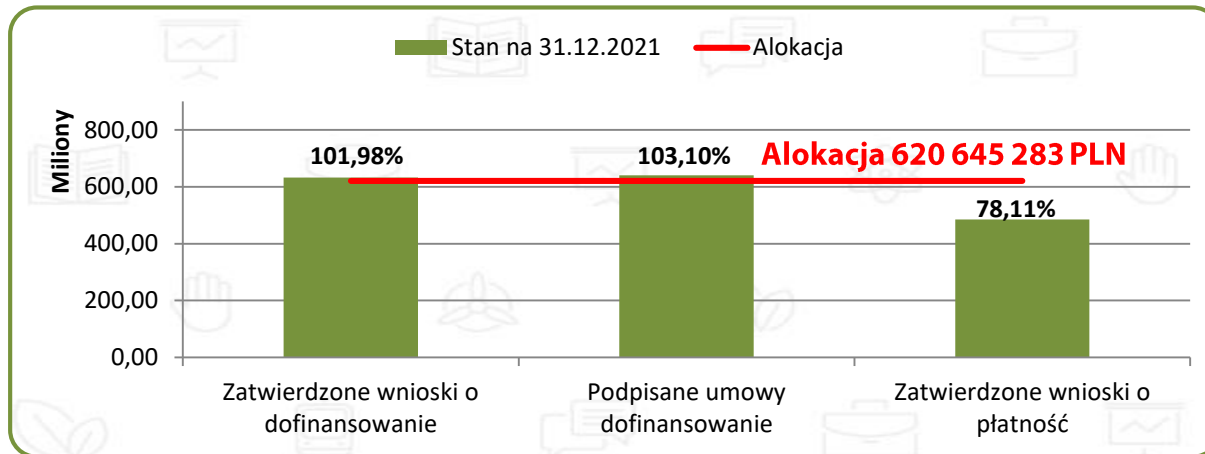 Stan na 31.12.2021 Alokacja
Miliony
800,00
600,00
400,00
200,00
0,00
101,98%
103,10%
Alokacja 620 645 283 PLN
78,11%
Zatwierdzone wnioski o
dofinansowanie
Podpisane umowy
dofinansowanie
Zatwierdzone wnioski o
płatność